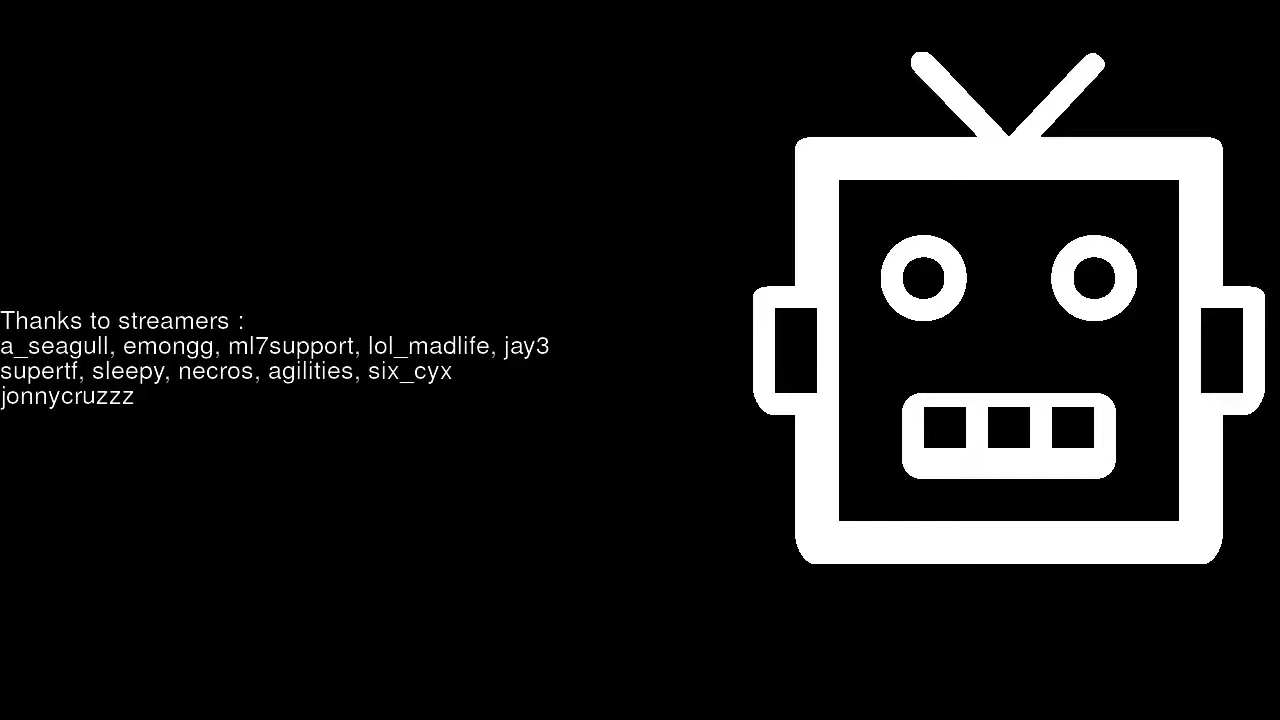 Thanks to streamers :
a_seagull, emongg, ml7support, lol_madlife, jay3
supertf, sleepy, necros, agilities, six_cyx
jonnycruzzz